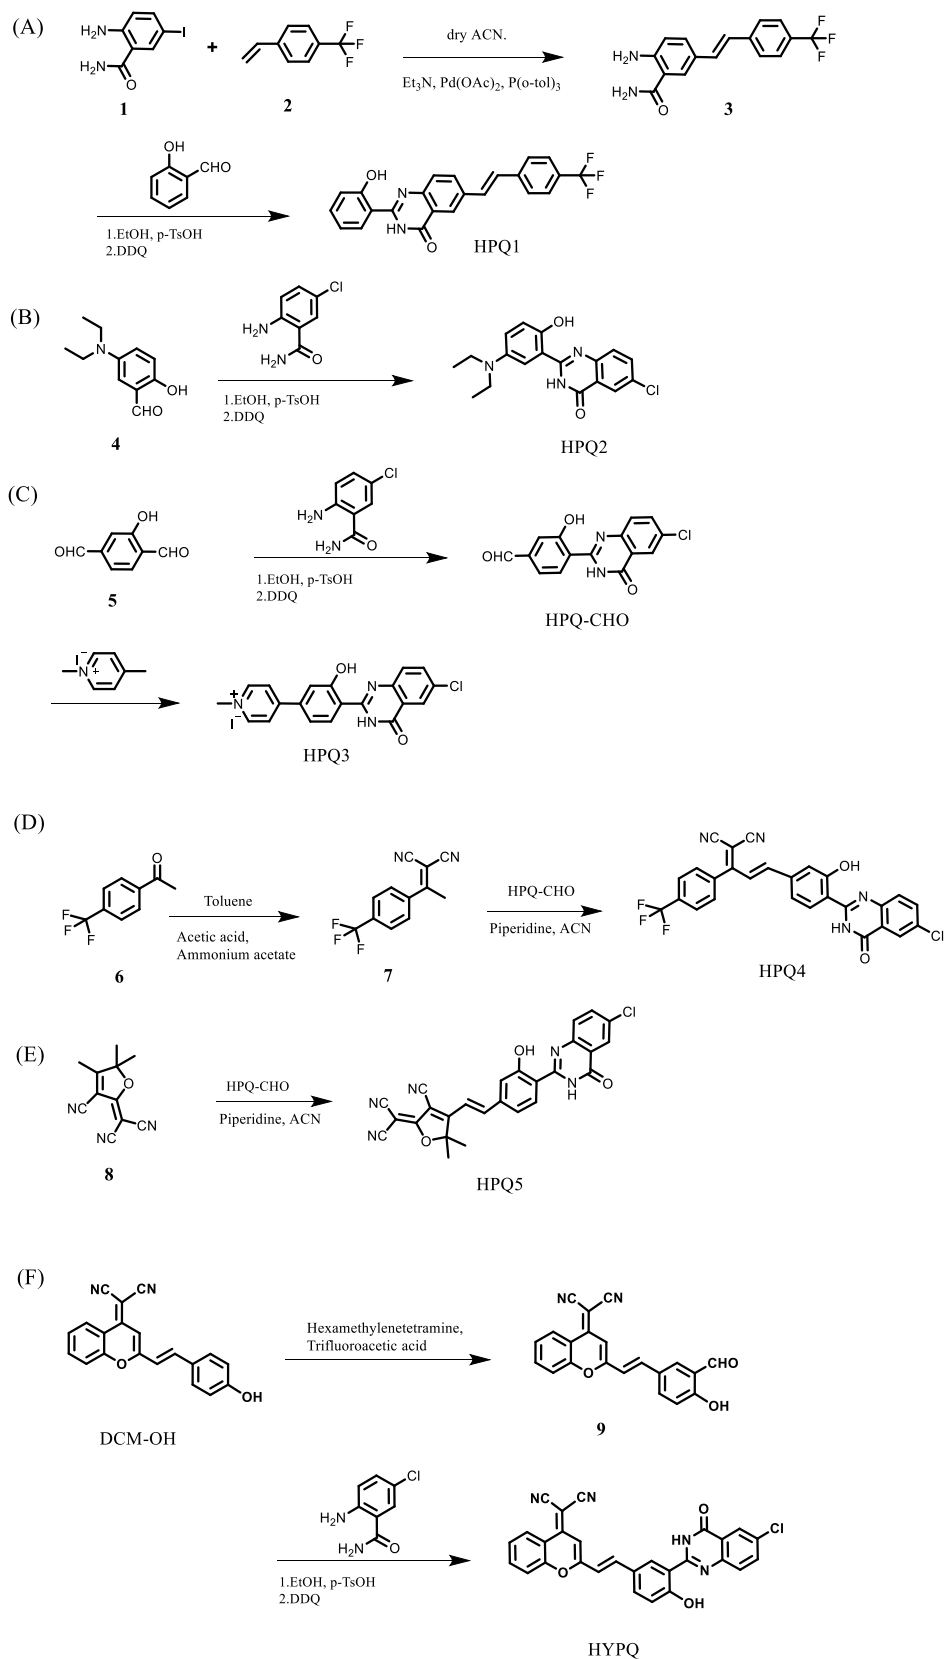 (A)
H₂N
I
H₂N
O
1
+
F
F
F
2
dry ACN.
Et₃N, Pd(OAc)₂, P(o-tol)₃
H₂N
H₂N
O
F
F
F
3
OH
CHO
1.EtOH, p-TsOH
2.DDQ
OH
N
HN
O
F
F
F
HPQ1
(B)
N
OH
CHO
4
Cl
H₂N
H₂N
O
1.EtOH, p-TsOH
2.DDQ
OH
N
N
HN
O
Cl
HPQ2
(C)
OH
CHO
CHO
5
Cl
H₂N
H₂N
O
1.EtOH, p-TsOH
2.DDQ
OH
CHO
N
HN
O
Cl
HPQ-CHO
I⁻
N
+
+
N
I⁻
OH
N
HN
O
Cl
HPQ3
(D)
O
F
F
F
6
Toluene
Acetic acid,
Ammonium acetate
NC
CN
F
F
F
7
HPQ-CHO
Piperidine, ACN
NC
CN
OH
F
F
F
N
HN
O
Cl
HPQ4
(E)
O
CN
NC
CN
8
HPQ-CHO
Piperidine, ACN
Cl
OH
N
N
H
O
CN
CN
CN
O
HPQ5
(F)
NC
CN
O
OH
DCM-OH
Hexamethylenetetramine,
Trifluoroacetic acid
NC
CN
O
CHO
OH
9
Cl
H₂N
H₂N
O
1.EtOH, p-TsOH
2.DDQ
NC
CN
O
O
HN
N
Cl
OH
HYPQ